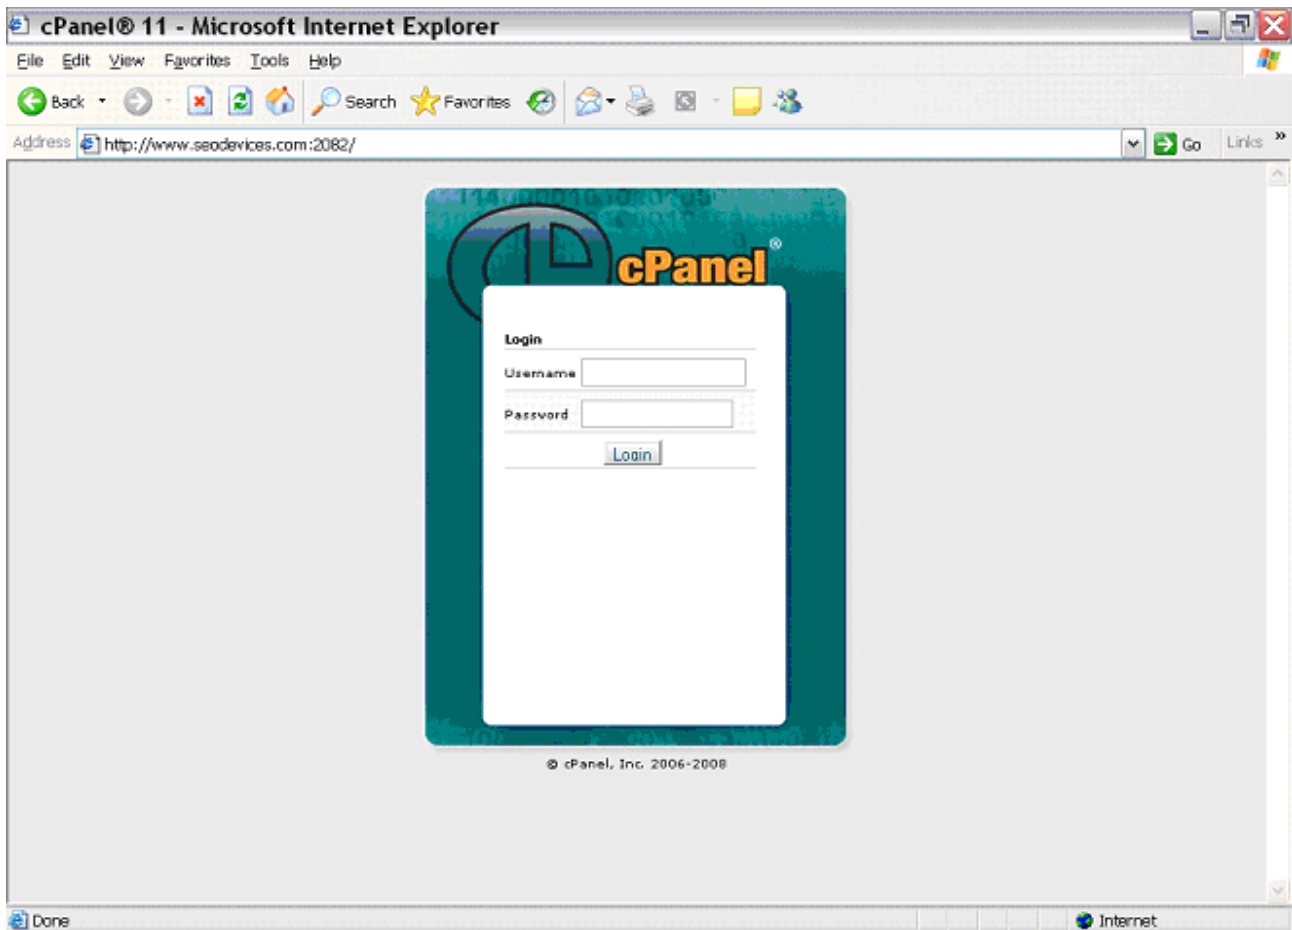 cPanel® 11 - Microsoft Internet Explorer
File Edit View Favorites Tools Help
Back Search Favorites
Address http://www.seodevices.com:2082/ Go Links »
cPanel®
Login
Username
Password
Login
© cPanel, Inc. 2006-2008
Done Internet